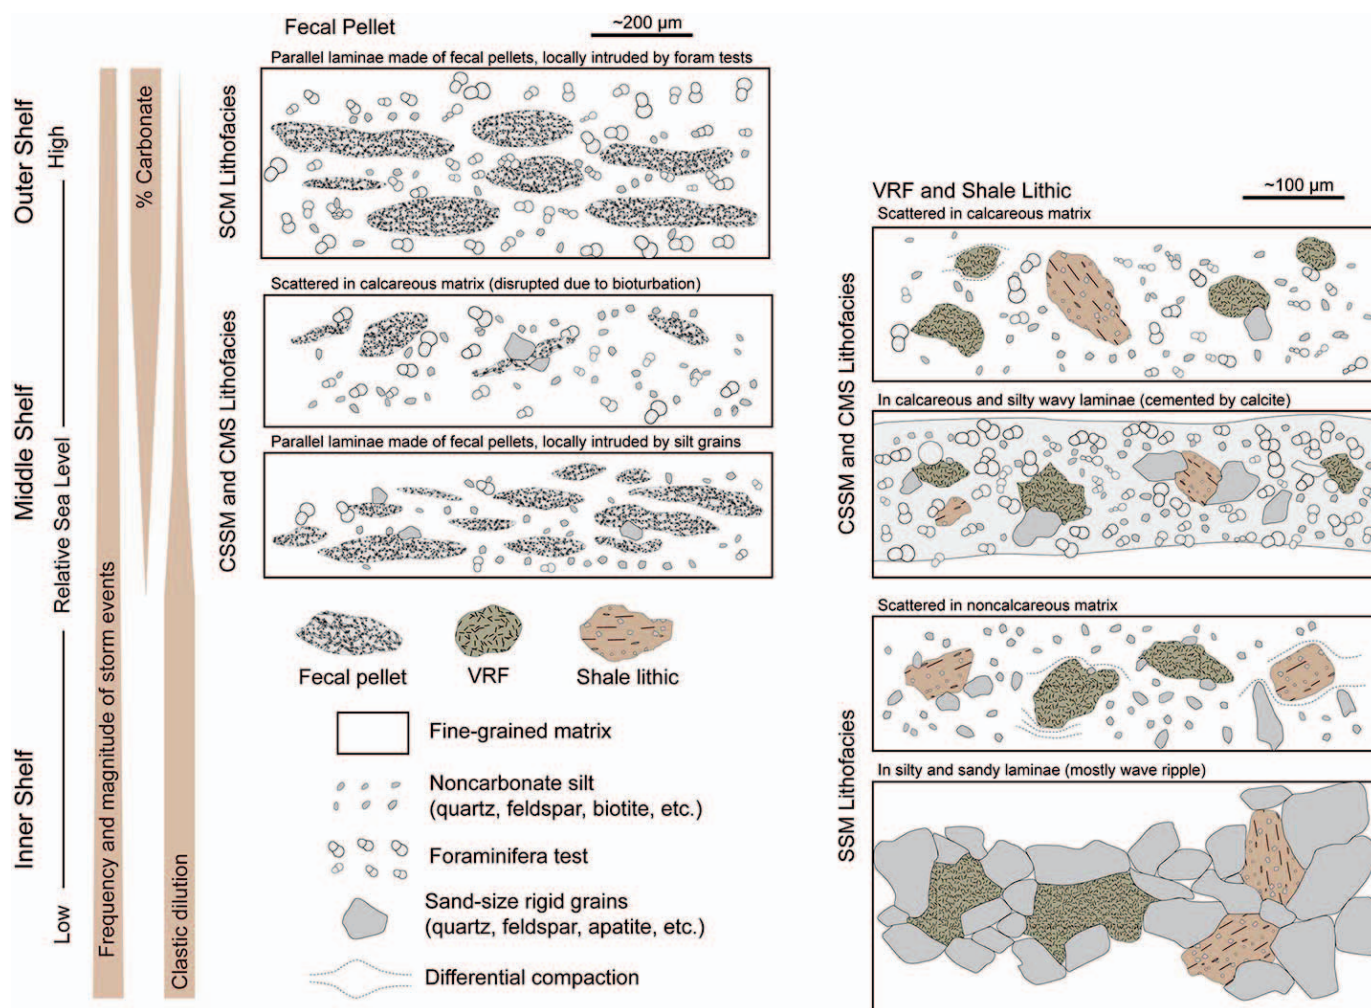 Fecal Pellet
~200 µm
Parallel laminae made of fecal pellets, locally intruded by foram tests
Outer Shelf
High
% Carbonate
SCM Lithofacies
Scattered in calcareous matrix (disrupted due to bioturbation)
Middle Shelf
Relative Sea Level
CSSM and CMS Lithofacies
Parallel laminae made of fecal pellets, locally intruded by silt grains
Inner Shelf
Low
Frequency and magnitude of storm events
Clastic dilution
Fecal pellet
VRF
Shale lithic
Fine-grained matrix
Noncarbonate silt
(quartz, feldspar, biotite, etc.)
Foraminifera test
Sand-size rigid grains
(quartz, feldspar, apatite, etc.)
Differential compaction
VRF and Shale Lithic
~100 µm
Scattered in calcareous matrix
CSSM and CMS Lithofacies
In calcareous and silty wavy laminae (cemented by calcite)
Scattered in noncalcareous matrix
SSM Lithofacies
In silty and sandy laminae (mostly wave ripple)